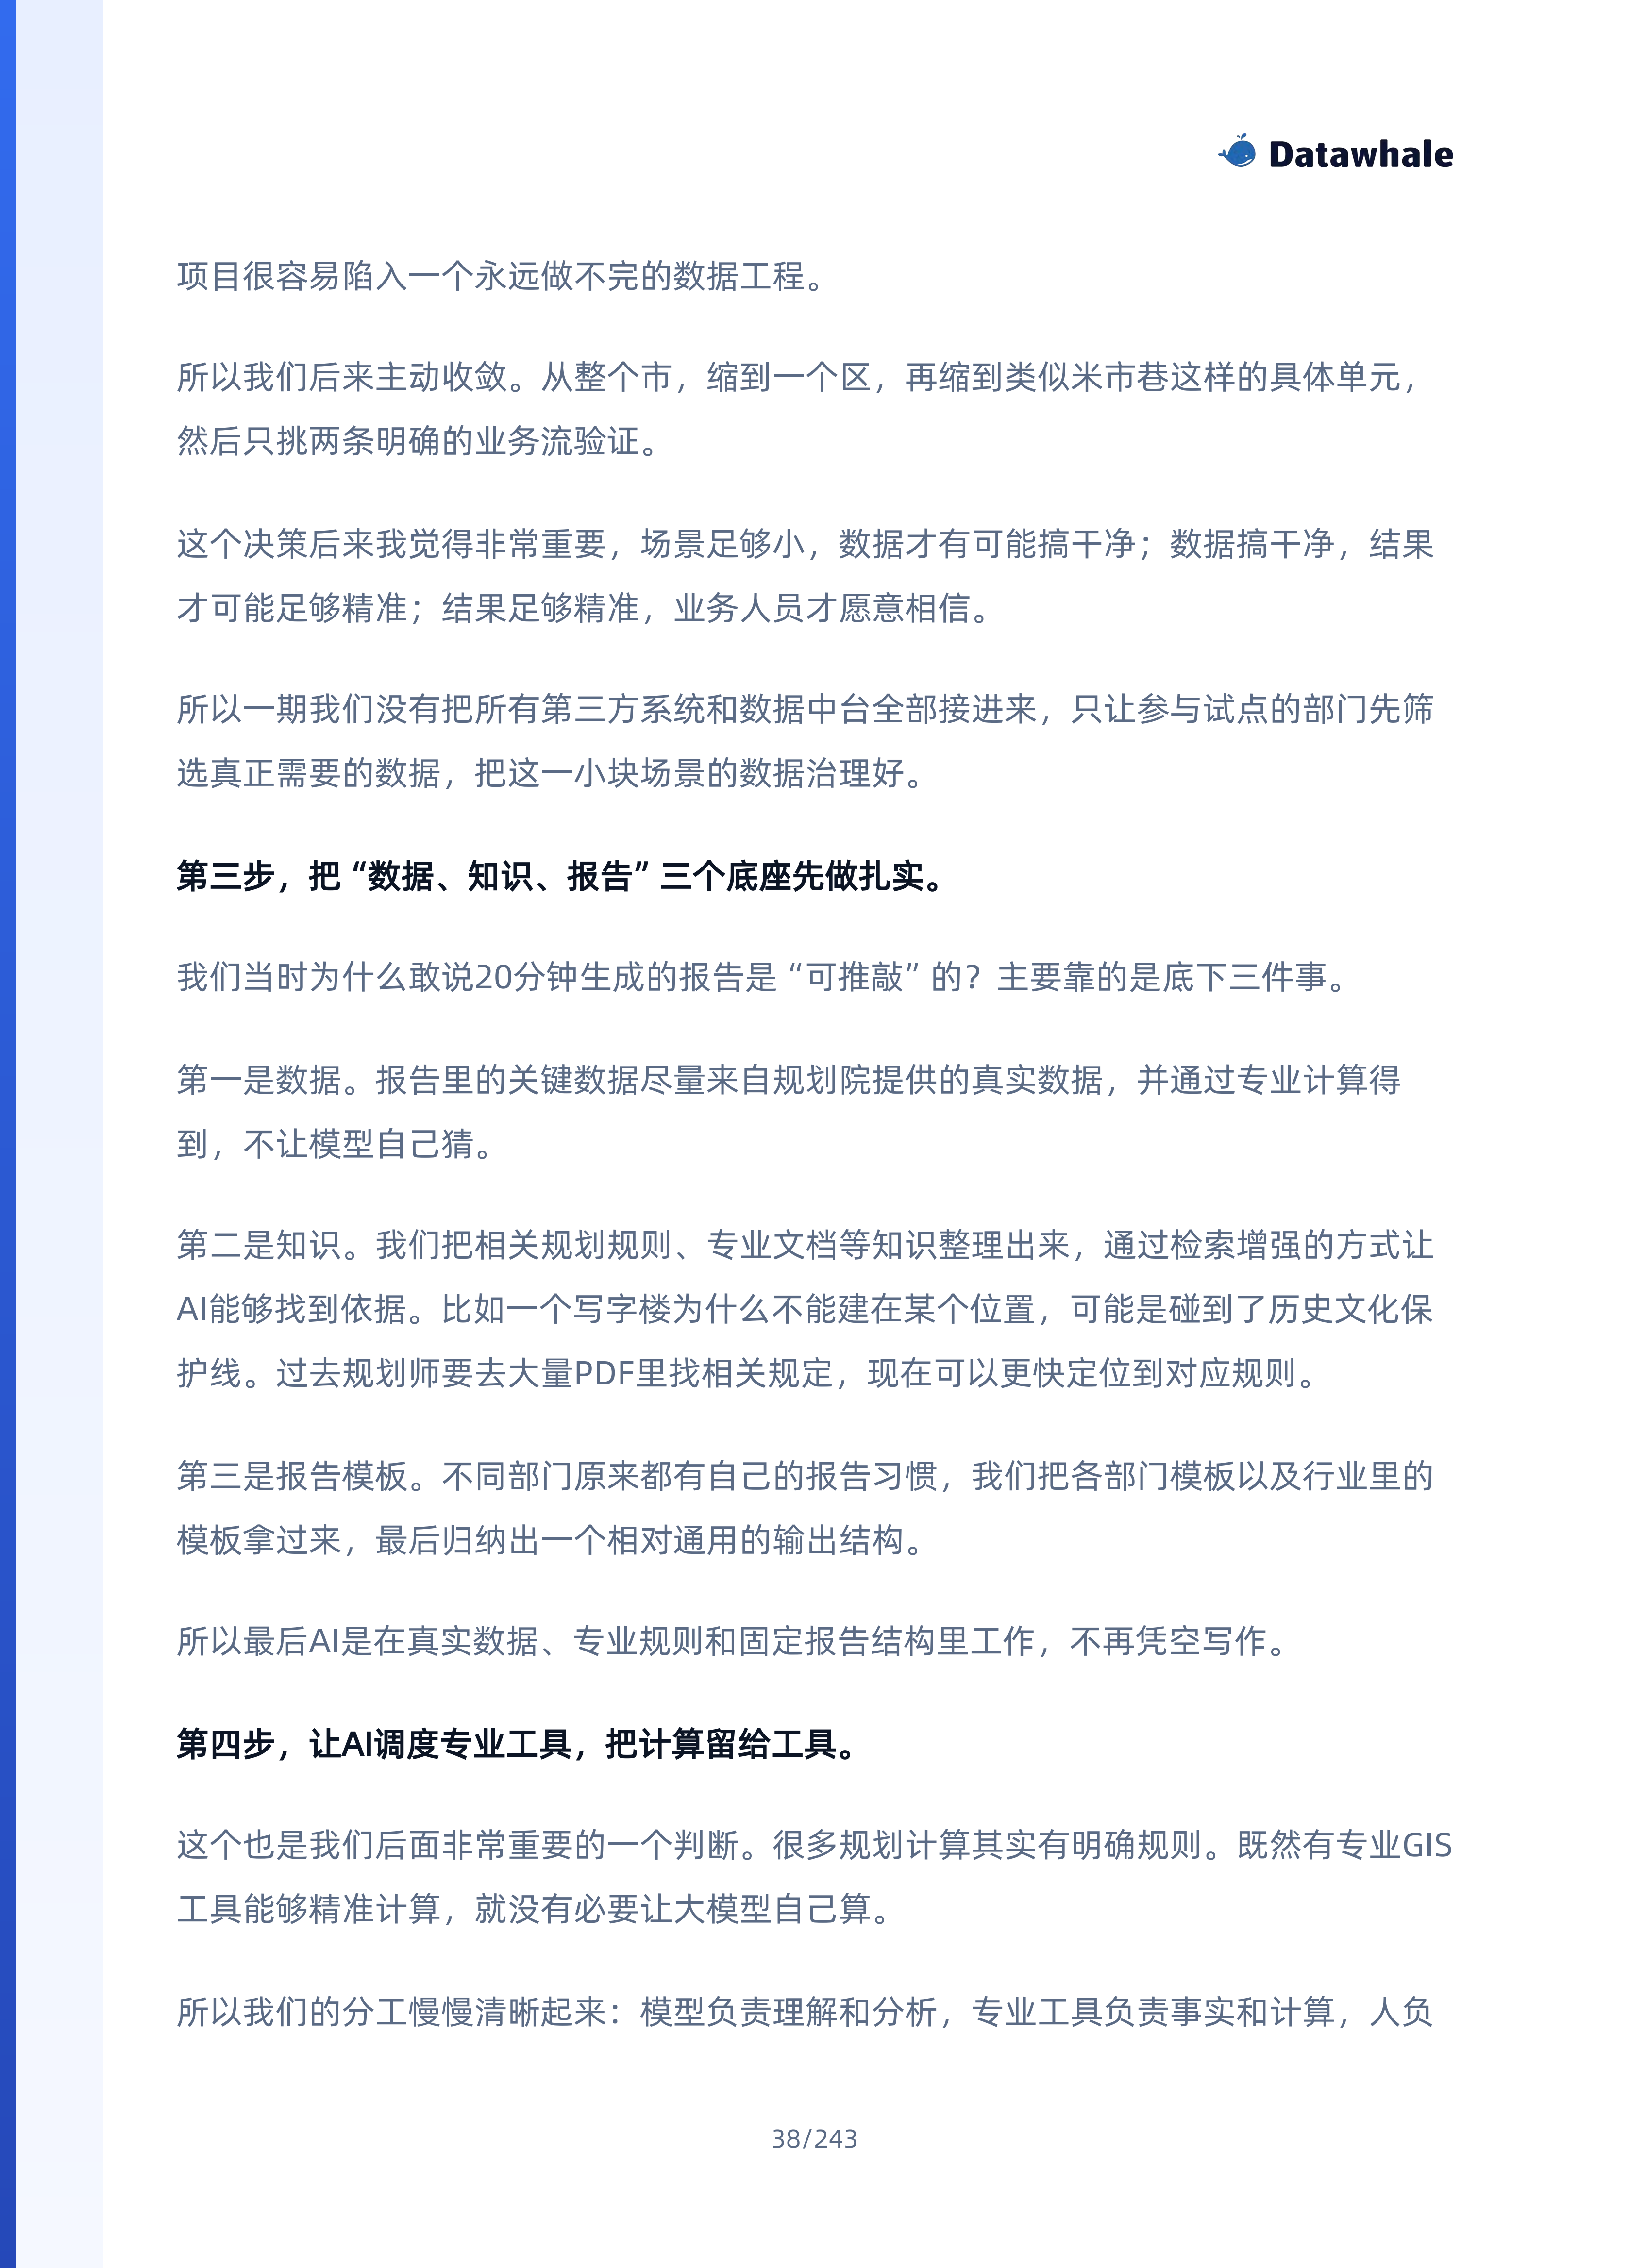 Datawhale
项目很容易陷入一个永远做不完的数据工程。
所以我们后来主动收敛。从整个市，缩到一个区，再缩到类似米市巷这样的具体单元，
然后只挑两条明确的业务流验证。
这个决策后来我觉得非常重要，场景足够小，数据才有可能搞干净；数据搞干净，结果
才可能足够精准；结果足够精准，业务人员才愿意相信。
所以一期我们没有把所有第三方系统和数据中台全部接进来，只让参与试点的部门先筛
选真正需要的数据，把这一小块场景的数据治理好。
第三步，把“数据、知识、报告”三个底座先做扎实。
我们当时为什么敢说20分钟生成的报告是“可推敲”的？主要靠的是底下三件事。
第一是数据。报告里的关键数据尽量来自规划院提供的真实数据，并通过专业计算得
到，不让模型自己猜。
第二是知识。我们把相关规划规则、专业文档等知识整理出来，通过检索增强的方式让
AI能够找到依据。比如一个写字楼为什么不能建在某个位置，可能是碰到了历史文化保
护线。过去规划师要去大量PDF里找相关规定，现在可以更快定位到对应规则。
第三是报告模板。不同部门原来都有自己的报告习惯，我们把各部门模板以及行业里的
模板拿过来，最后归纳出一个相对通用的输出结构。
所以最后AI是在真实数据、专业规则和固定报告结构里工作，不再凭空写作。
第四步，让AI调度专业工具，把计算留给工具。
这个也是我们后面非常重要的一个判断。很多规划计算其实有明确规则。既然有专业GIS
工具能够精准计算，就没有必要让大模型自己算。
所以我们的分工慢慢清晰起来：模型负责理解和分析，专业工具负责事实和计算，人负
38/243